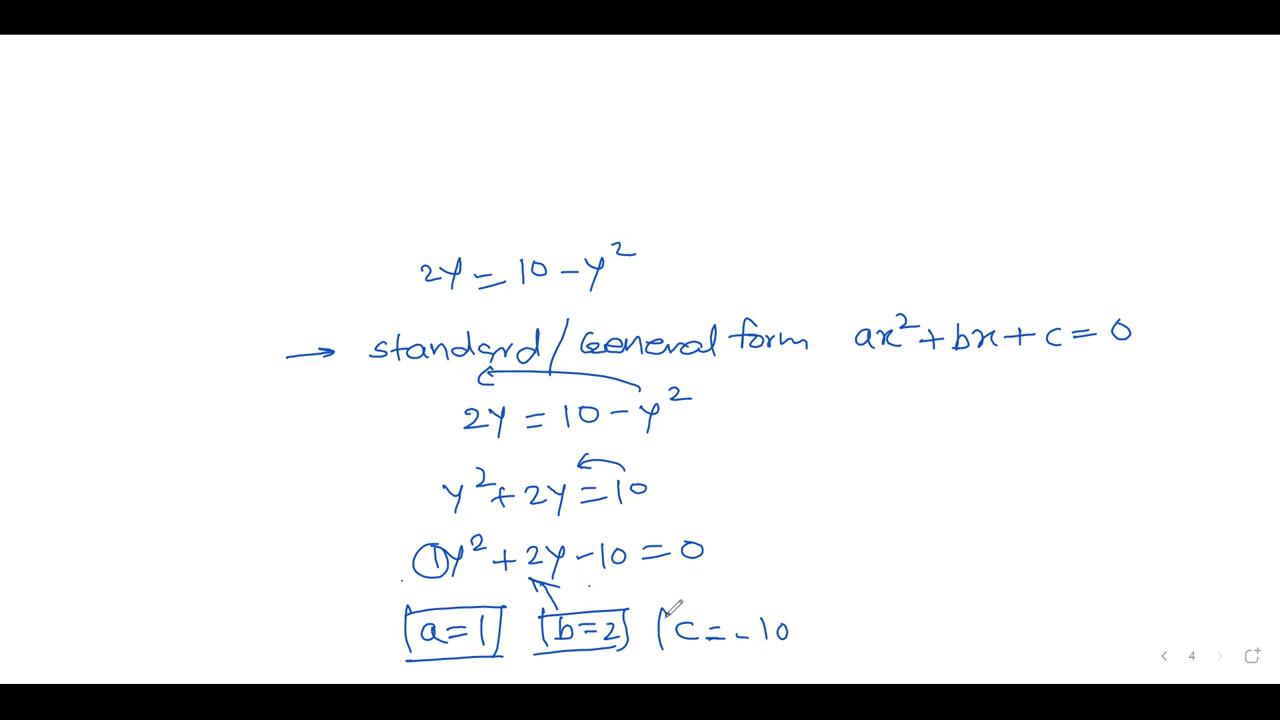 2y = 10 - y²
→ standard / General form ax² + bx + c = 0
2y = 10 - y²
y² + 2y = 10
1y² + 2y - 10 = 0
a = 1 b = 2 c = -10
4